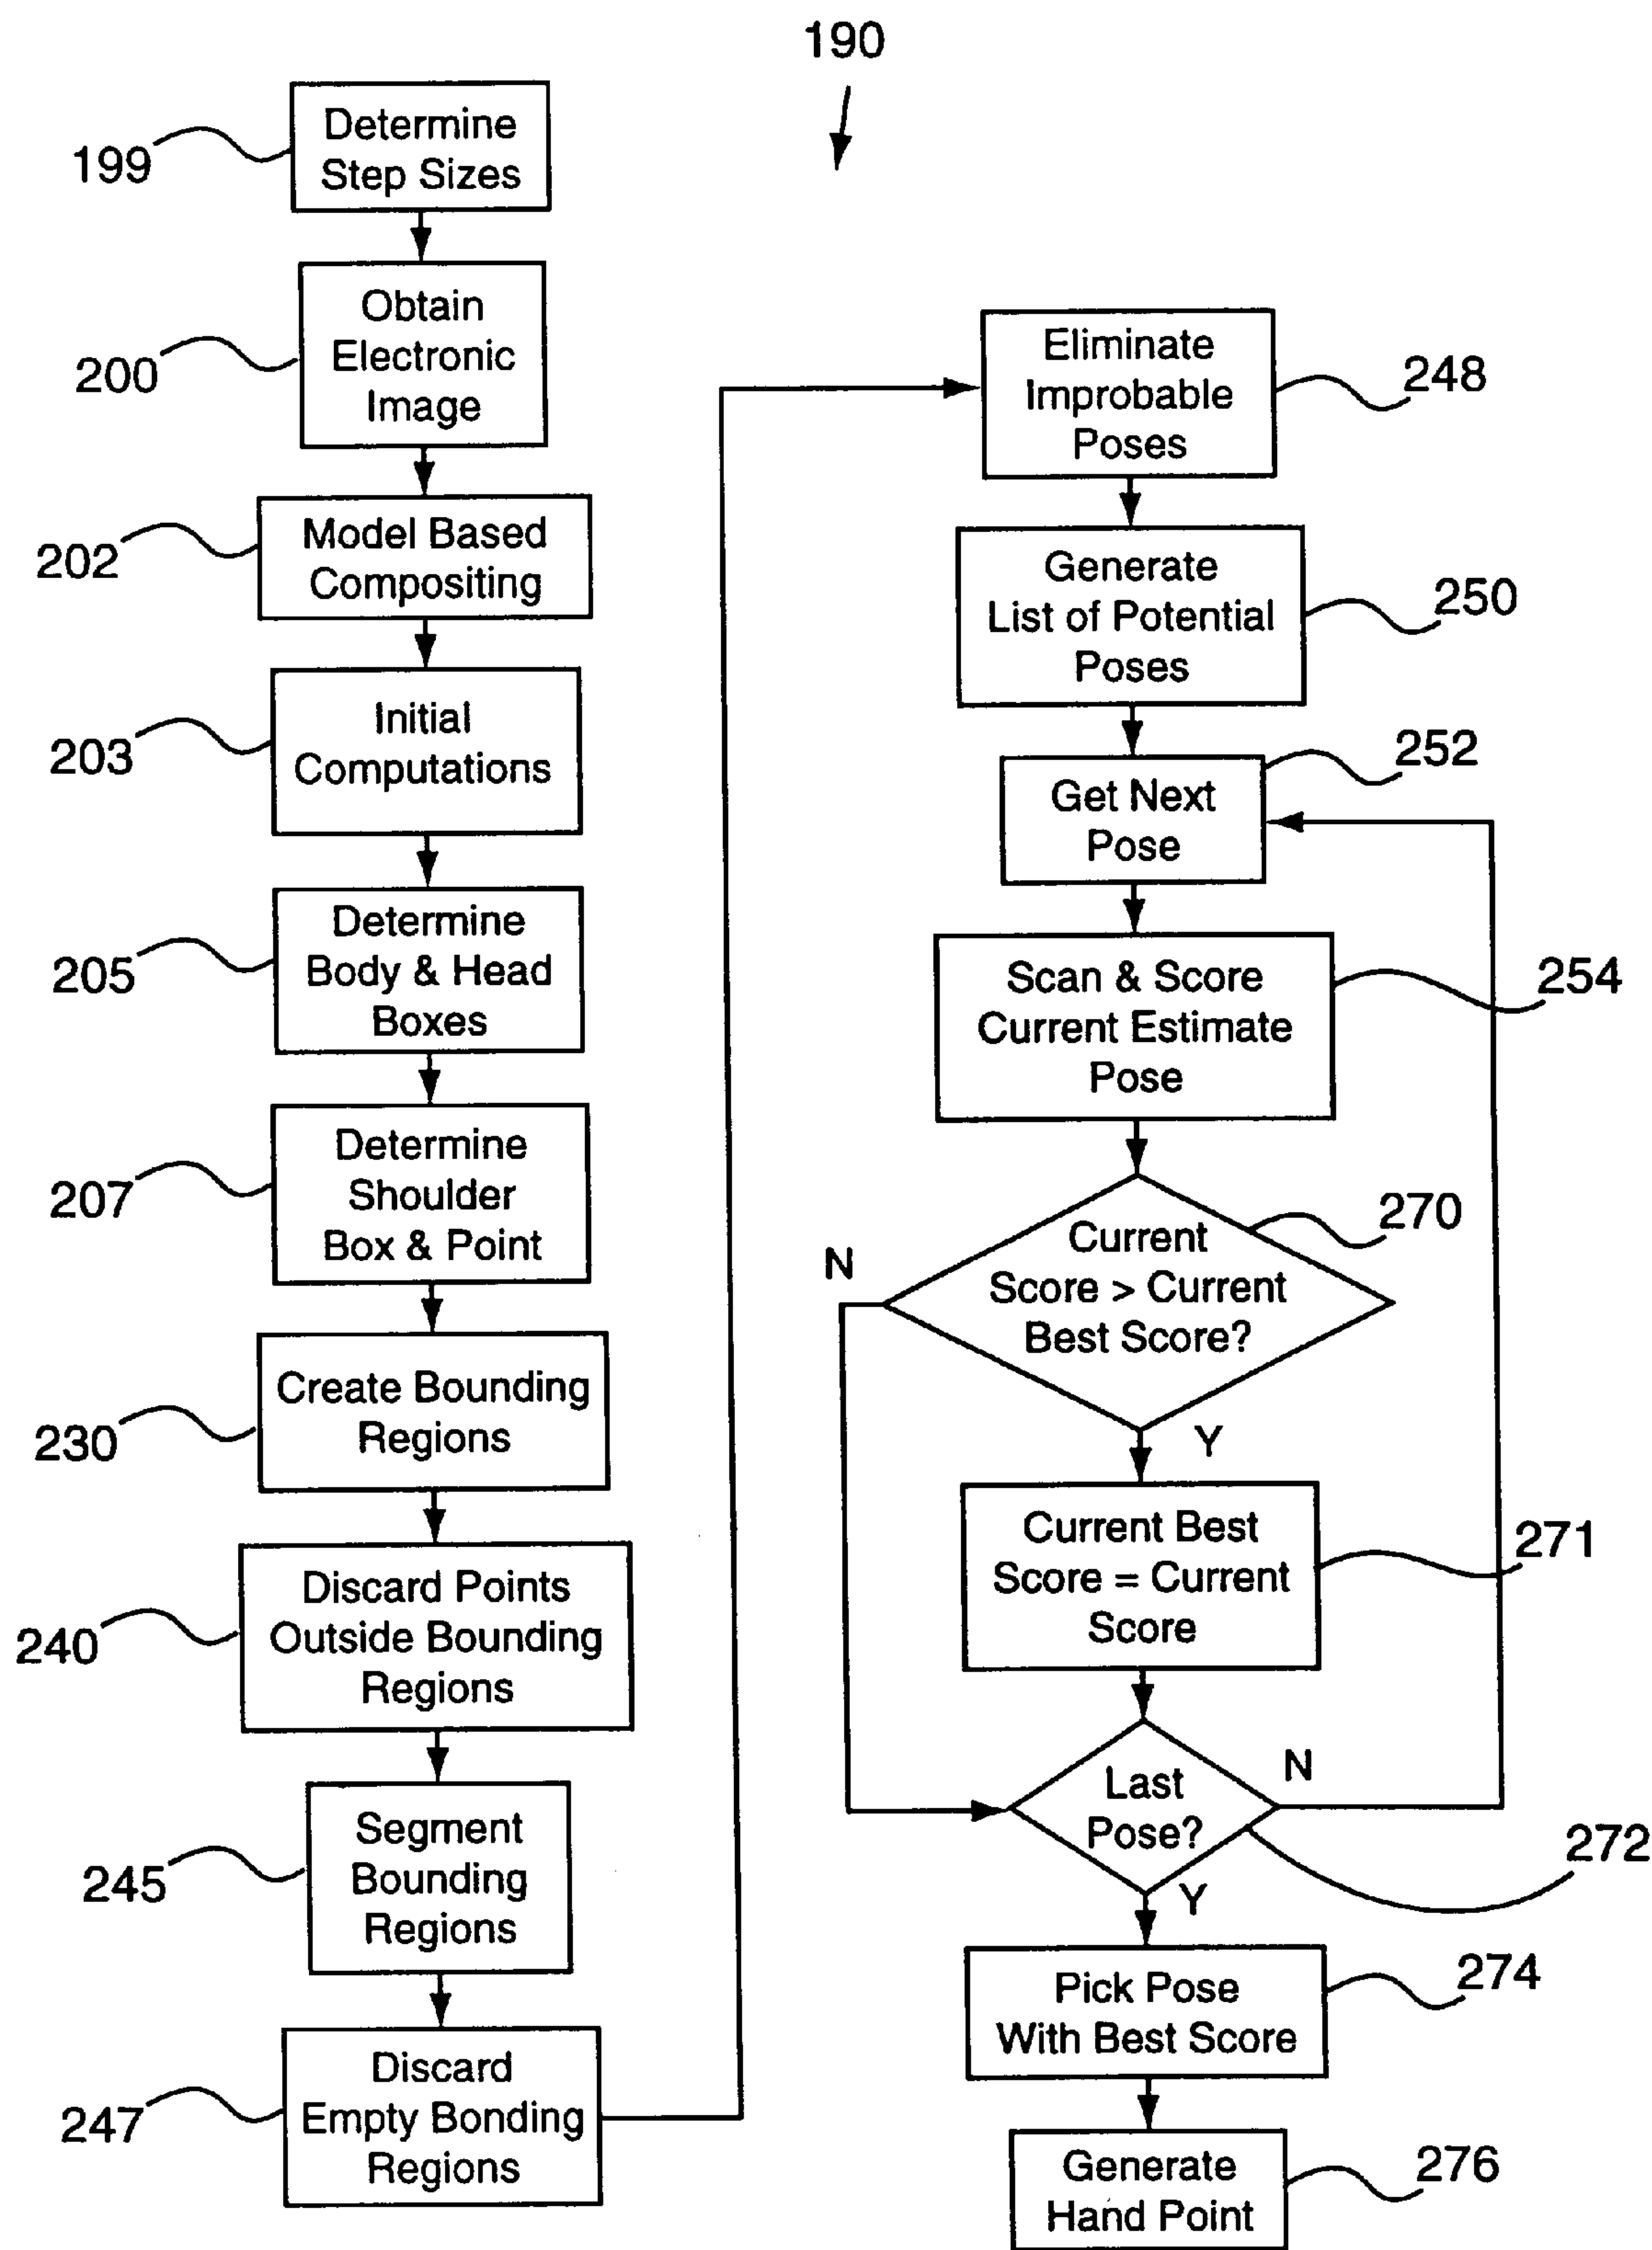 190
Determine
Step Sizes
199
Obtain
Electronic
Image
200
Model Based
Compositing
202
Initial
Computations
203
Determine
Body & Head
Boxes
205
Determine
Shoulder
Box & Point
207
Create Bounding
Regions
230
Discard Points
Outside Bounding
Regions
240
Segment
Bounding
Regions
245
Discard
Empty Bonding
Regions
247
Eliminate
Improbable
Poses
248
Generate
List of Potential
Poses
250
Get Next
Pose
252
Scan & Score
Current Estimate
Pose
254
Current
Score > Current
Best Score?
270
N
Y
Current Best
Score = Current
Score
271
Last
Pose?
N
272
Y
Pick Pose
With Best Score
274
Generate
Hand Point
276